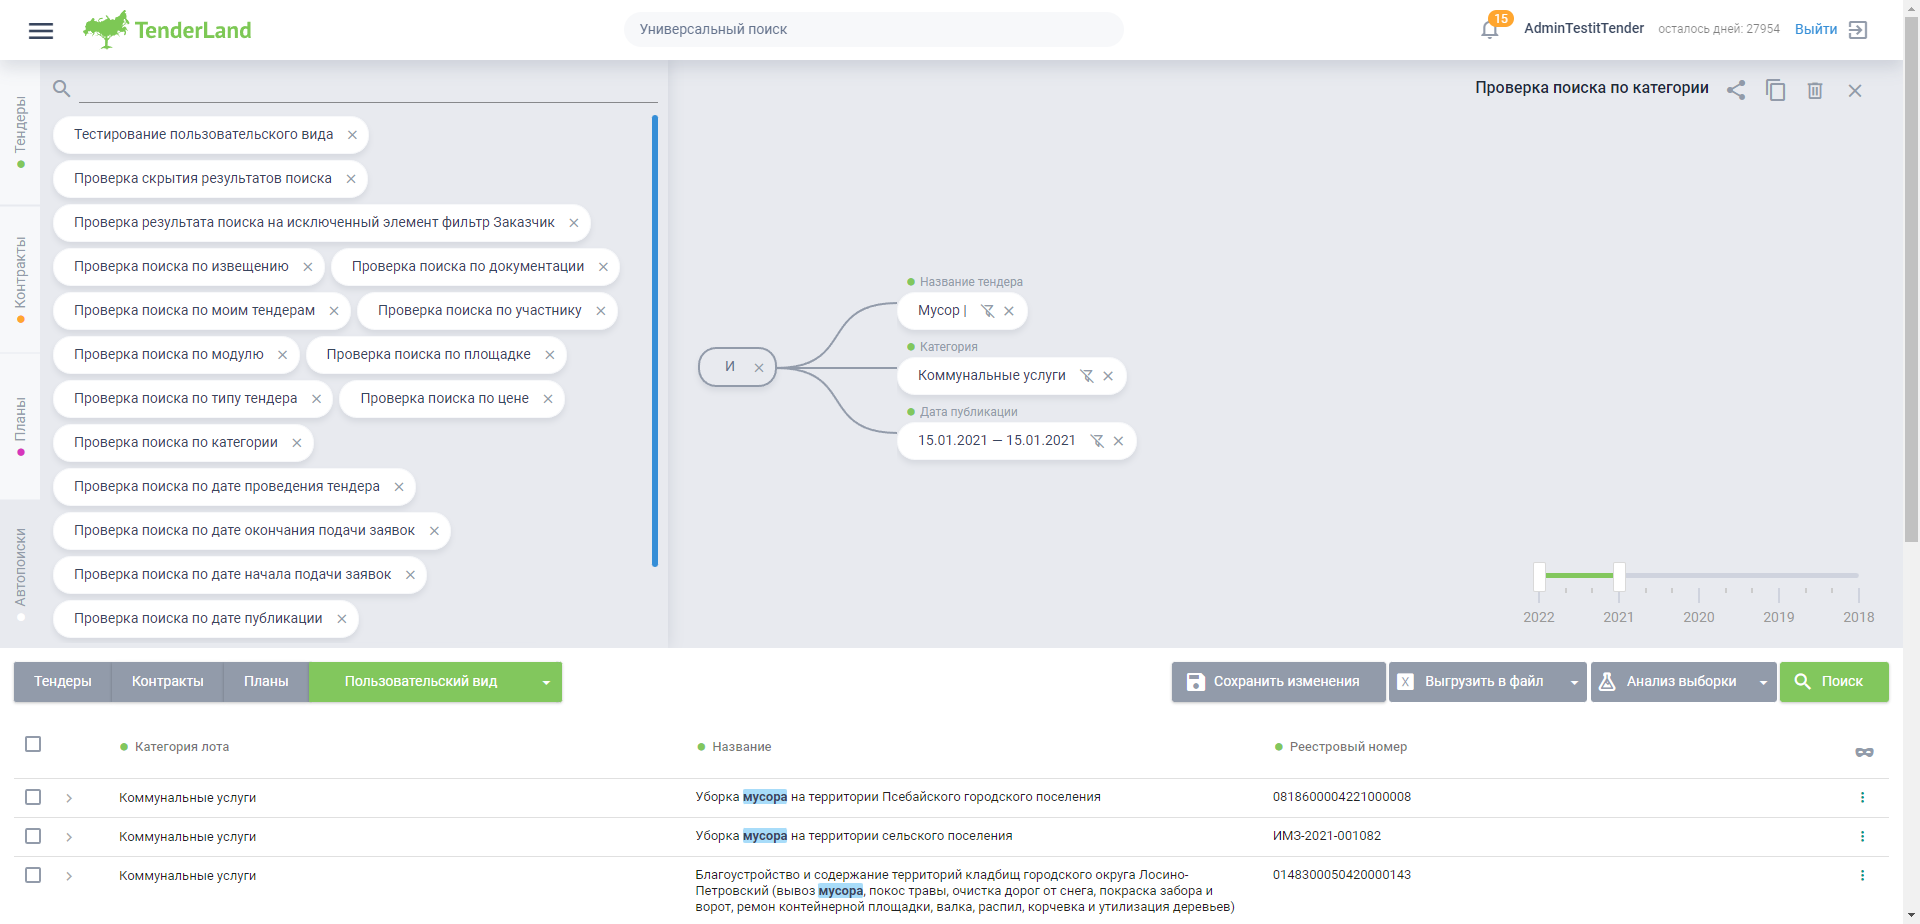 TenderLand
Универсальный поиск
15
AdminTestitTender
осталось дней: 27954
Выйти
Тендеры
Контракты
Планы
Автопоиски
Тестирование пользовательского вида
Проверка скрытия результатов поиска
Проверка результата поиска на исключенный элемент фильтр Заказчик
Проверка поиска по извещению
Проверка поиска по документации
Проверка поиска по моим тендерам
Проверка поиска по участнику
Проверка поиска по модулю
Проверка поиска по площадке
Проверка поиска по типу тендера
Проверка поиска по цене
Проверка поиска по категории
Проверка поиска по дате проведения тендера
Проверка поиска по дате окончания подачи заявок
Проверка поиска по дате начала подачи заявок
Проверка поиска по дате публикации
Проверка поиска по категории
И
Название тендера
Мусор |
Категория
Коммунальные услуги
Дата публикации
15.01.2021 — 15.01.2021
2022 2021 2020 2019 2018
Тендеры
Контракты
Планы
Пользовательский вид
Сохранить изменения
X Выгрузить в файл
Анализ выборки
Поиск
Категория лота
Название
Реестровый номер
Коммунальные услуги
Уборка мусора на территории Псебайского городского поселения
0818600004221000008
Коммунальные услуги
Уборка мусора на территории сельского поселения
ИМЗ-2021-001082
Коммунальные услуги
Благоустройство и содержание территорий кладбищ городского округа Лосино-
Петровский (вывоз мусора, покос травы, очистка дорог от снега, покраска забора и
ворот, ремон контейнерной площадки, валка, распил, корчевка и утилизация деревьев)
0148300050420000143